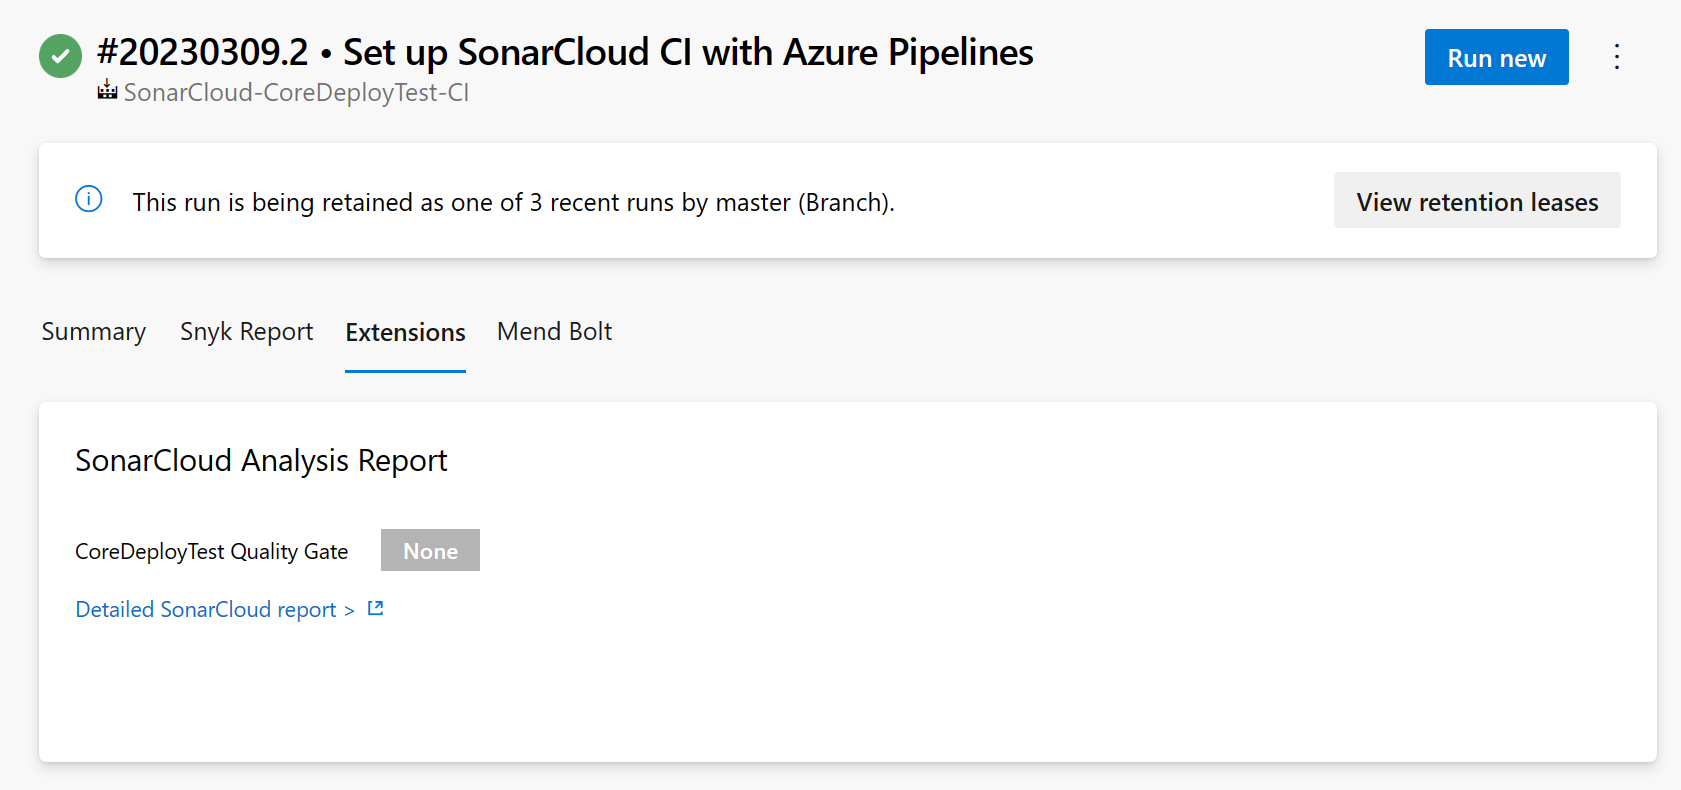 #20230309.2 • Set up SonarCloud CI with Azure Pipelines
Run new
SonarCloud-CoreDeployTest-CI
This run is being retained as one of 3 recent runs by master (Branch).
View retention leases
Summary Snyk Report Extensions Mend Bolt
SonarCloud Analysis Report
CoreDeployTest Quality Gate None
Detailed SonarCloud report >